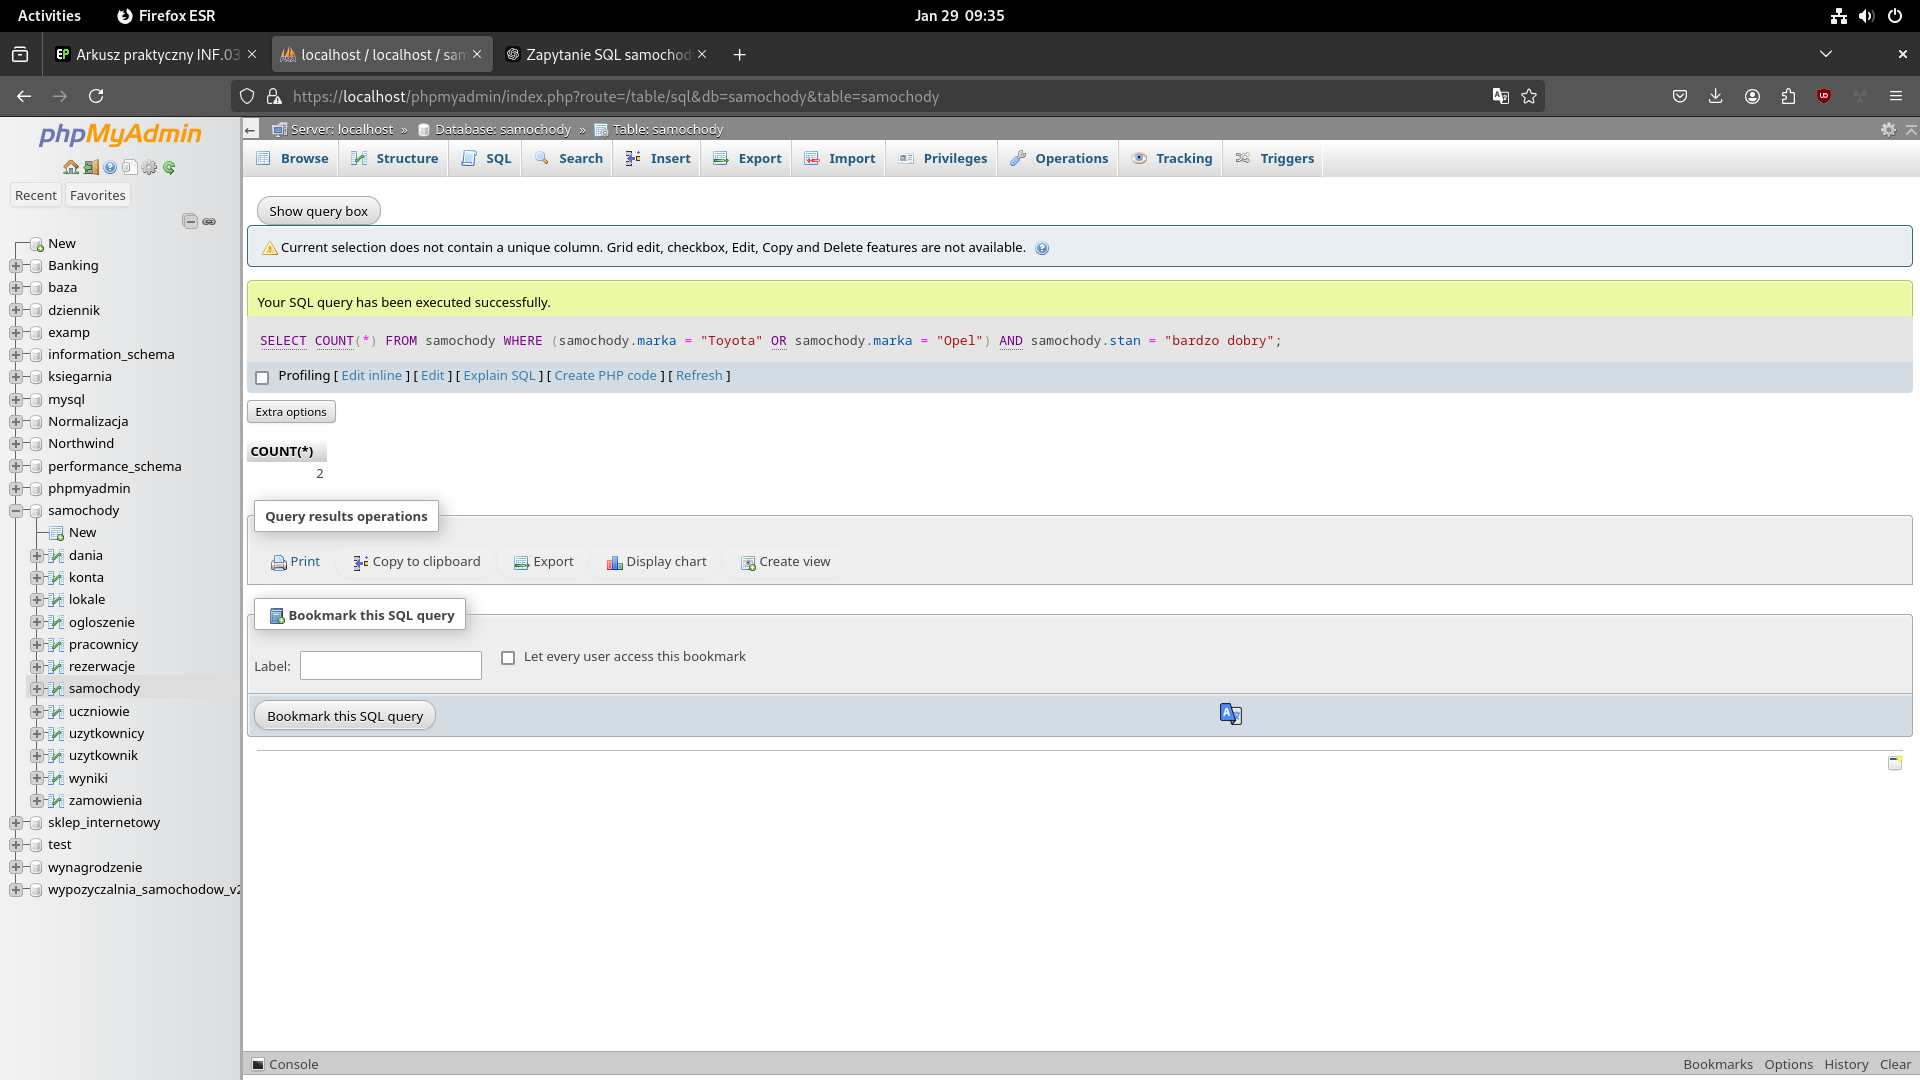 Activities
Firefox ESR
Jan 29 09:35
Arkusz praktyczny INF.03
localhost / localhost / sam
Zapytanie SQL samochod
https://localhost/phpmyadmin/index.php?route=/table/sql&db=samochody&table=samochody
phpMyAdmin
Recent
Favorites
New
Banking
baza
dziennik
examp
information_schema
ksiegarnia
mysql
Normalizacja
Northwind
performance_schema
phpmyadmin
samochody
New
dania
konta
lokale
ogloszenie
pracownicy
rezerwacje
samochody
uczniowie
uzytkownicy
uzytkownik
wyniki
zamowienia
sklep_internetowy
test
wynagrodzenie
wypozyczalnia_samochodow_v2
Server: localhost » Database: samochody » Table: samochody
Browse
Structure
SQL
Search
Insert
Export
Import
Privileges
Operations
Tracking
Triggers
Show query box
Current selection does not contain a unique column. Grid edit, checkbox, Edit, Copy and Delete features are not available.
Your SQL query has been executed successfully.
SELECT COUNT(*) FROM samochody WHERE (samochody.marka = "Toyota" OR samochody.marka = "Opel") AND samochody.stan = "bardzo dobry";
Profiling [ Edit inline ] [ Edit ] [ Explain SQL ] [ Create PHP code ] [ Refresh ]
Extra options
COUNT(*)
2
Query results operations
Print
Copy to clipboard
Export
Display chart
Create view
Bookmark this SQL query
Label:
Let every user access this bookmark
Bookmark this SQL query
Console
Bookmarks
Options
History
Clear